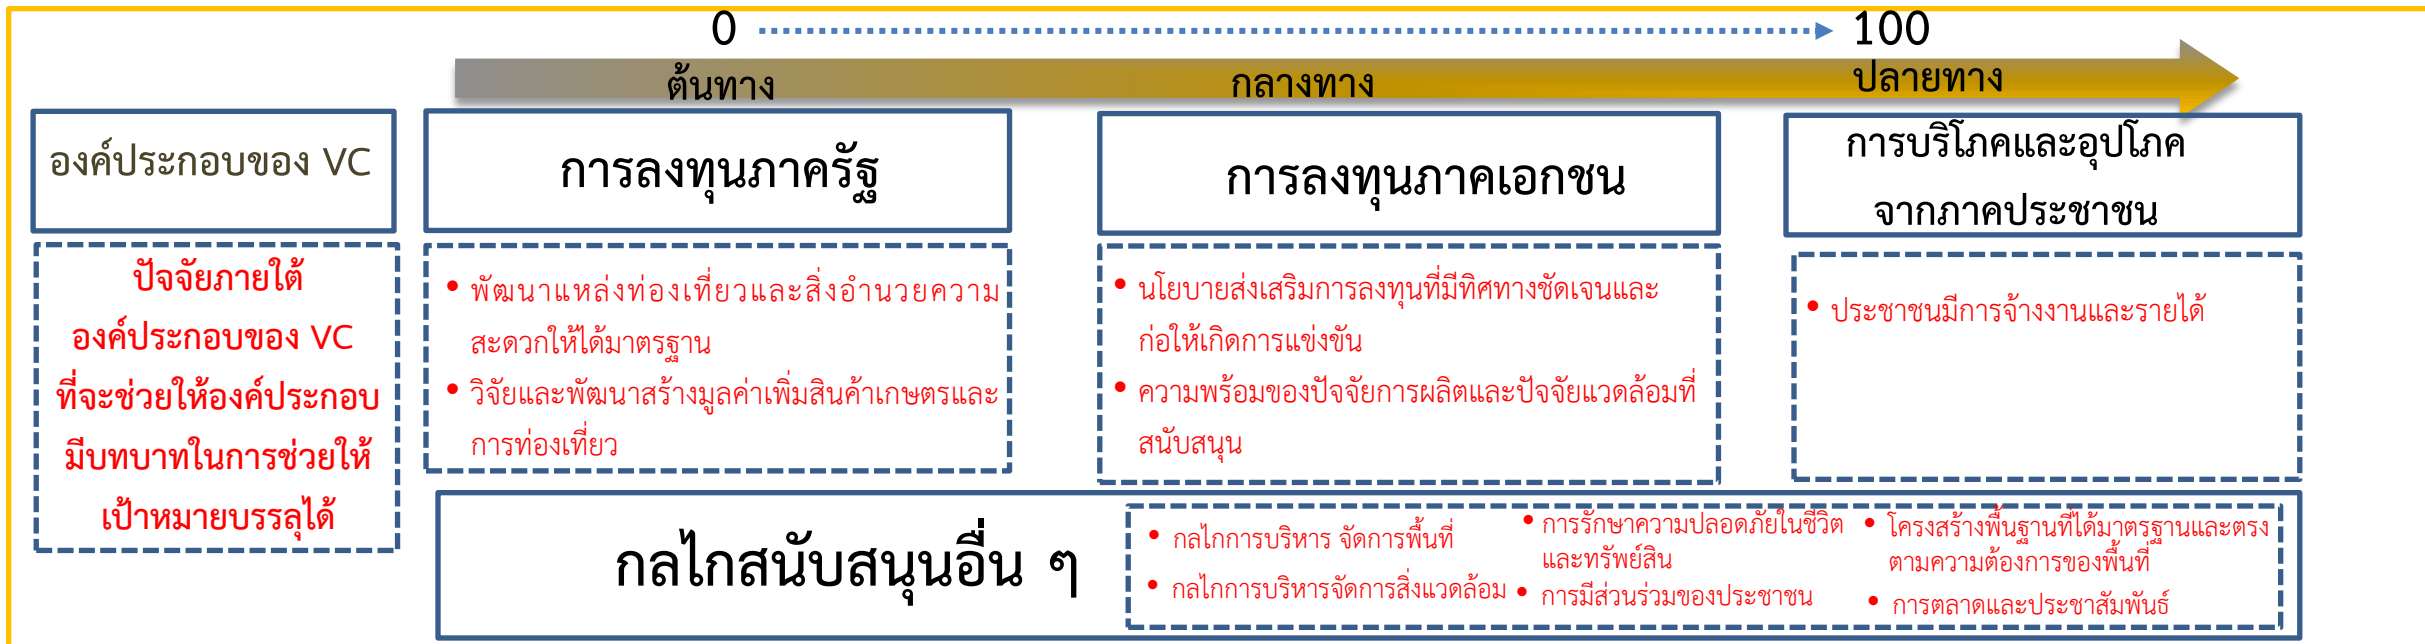 0
100
ต้นทาง
กลางทาง
ปลายทาง
องค์ประกอบของ VC
การลงทุนภาครัฐ
การลงทุนภาคเอกชน
การบริโภคและอุปโภค
จากภาคประชาชน
ปัจจัยภายใต้
องค์ประกอบของ VC
ที่จะช่วยให้องค์ประกอบ
มีบทบาทในการช่วยให้
เป้าหมายบรรลุได้
• พัฒนาแหล่งท่องเที่ยวและสิ่งอำนวยความ
สะดวกให้ได้มาตรฐาน
• วิจัยและพัฒนาสร้างมูลค่าเพิ่มสินค้าเกษตรและ
การท่องเที่ยว
• นโยบายส่งเสริมการลงทุนที่มีทิศทางชัดเจนและ
ก่อให้เกิดการแข่งขัน
• ความพร้อมของปัจจัยการผลิตและปัจจัยแวดล้อมที่
สนับสนุน
• ประชาชนมีการจ้างงานและรายได้
กลไกสนับสนุนอื่น ๆ
• กลไกการบริหาร จัดการพื้นที่
• กลไกการบริหารจัดการสิ่งแวดล้อม
• การรักษาความปลอดภัยในชีวิต
และทรัพย์สิน
• การมีส่วนร่วมของประชาชน
• โครงสร้างพื้นฐานที่ได้มาตรฐานและตรง
ตามความต้องการของพื้นที่
• การตลาดและประชาสัมพันธ์